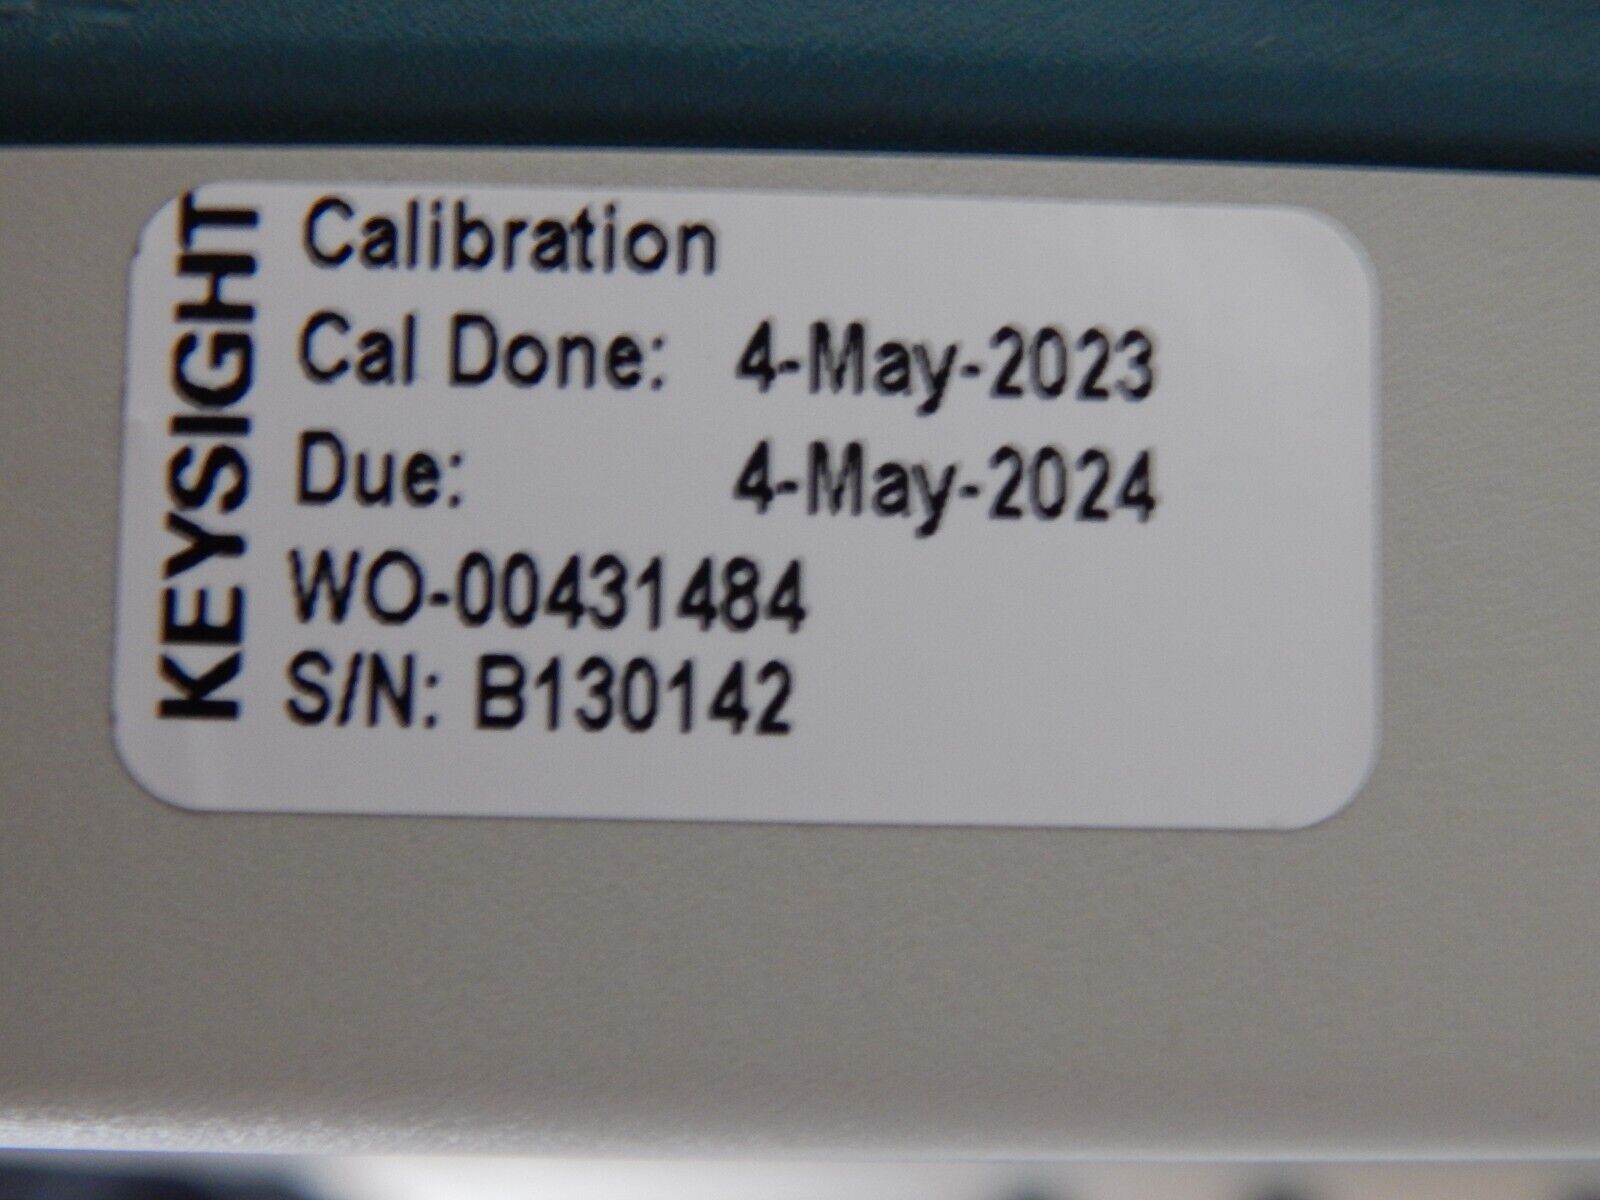 KEYSIGHT
Calibration
Cal Done: 4-May-2023
Due: 4-May-2024
WO-00431484
S/N: B130142